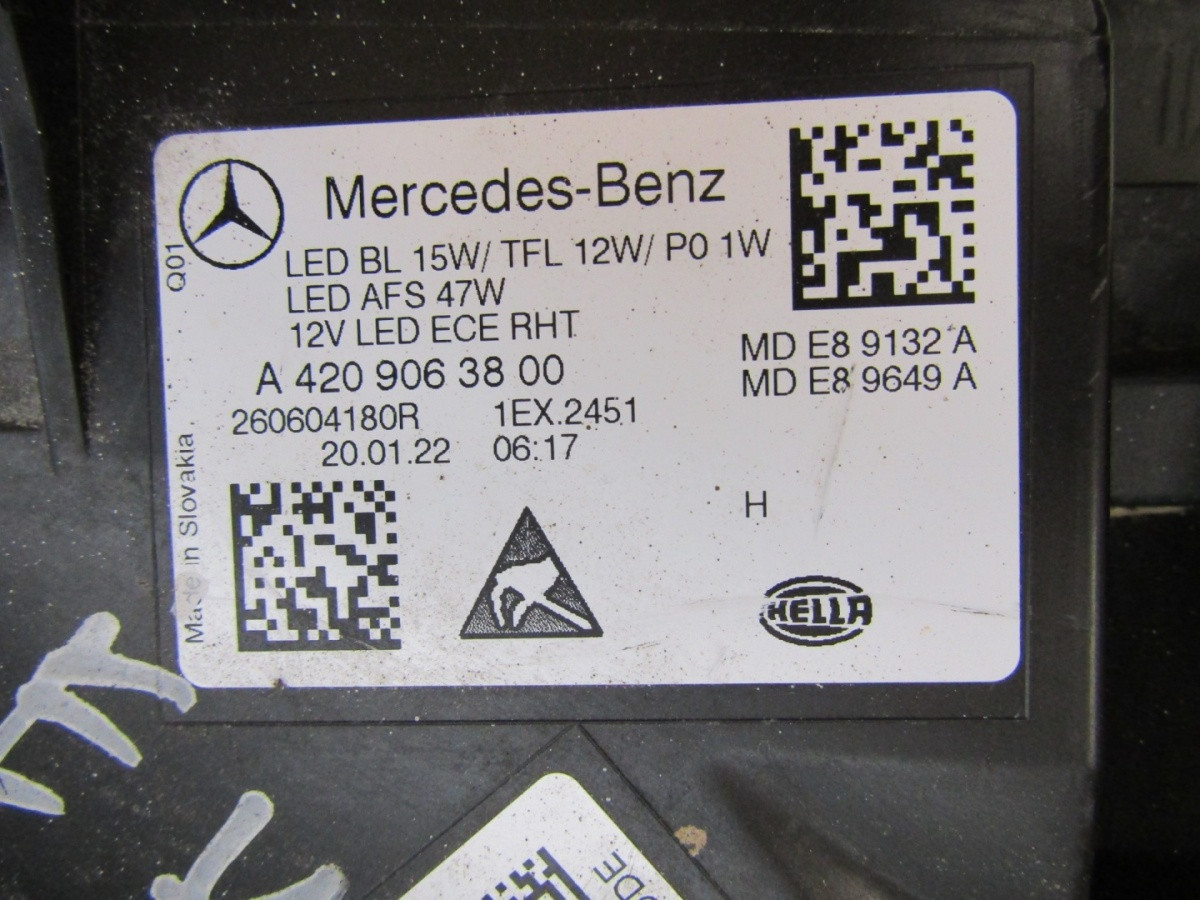 Mercedes-Benz
LED BL 15W/ TFL 12W/ P0 1W
LED AFS 47W
12V LED ECE RHT
A 420 906 38 00
260604180R 1EX.2451
20.01.22 06:17
MD E8 9132 A
MD E8 9649 A
H
HELLA
Q01
Made in Slovakia,